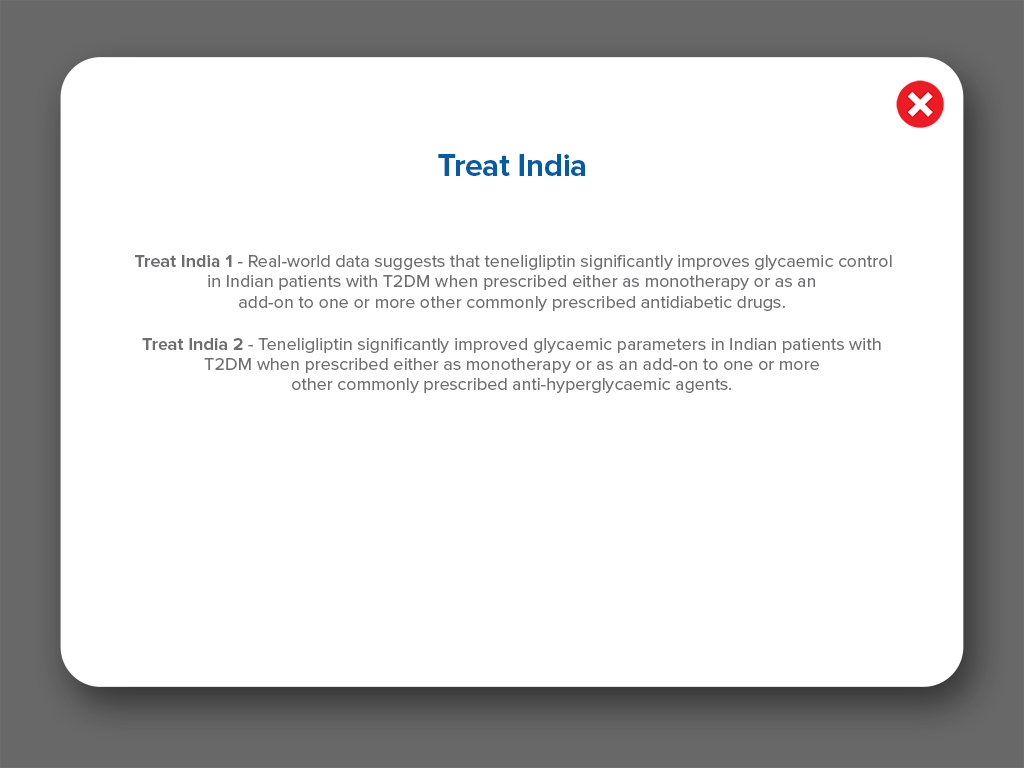 Treat India
Treat India 1 - Real-world data suggests that teneligliptin significantly improves glycaemic control
in Indian patients with T2DM when prescribed either as monotherapy or as an
add-on to one or more other commonly prescribed antidiabetic drugs.
Treat India 2 - Teneligliptin significantly improved glycaemic parameters in Indian patients with
T2DM when prescribed either as monotherapy or as an add-on to one or more
other commonly prescribed anti-hyperglycaemic agents.